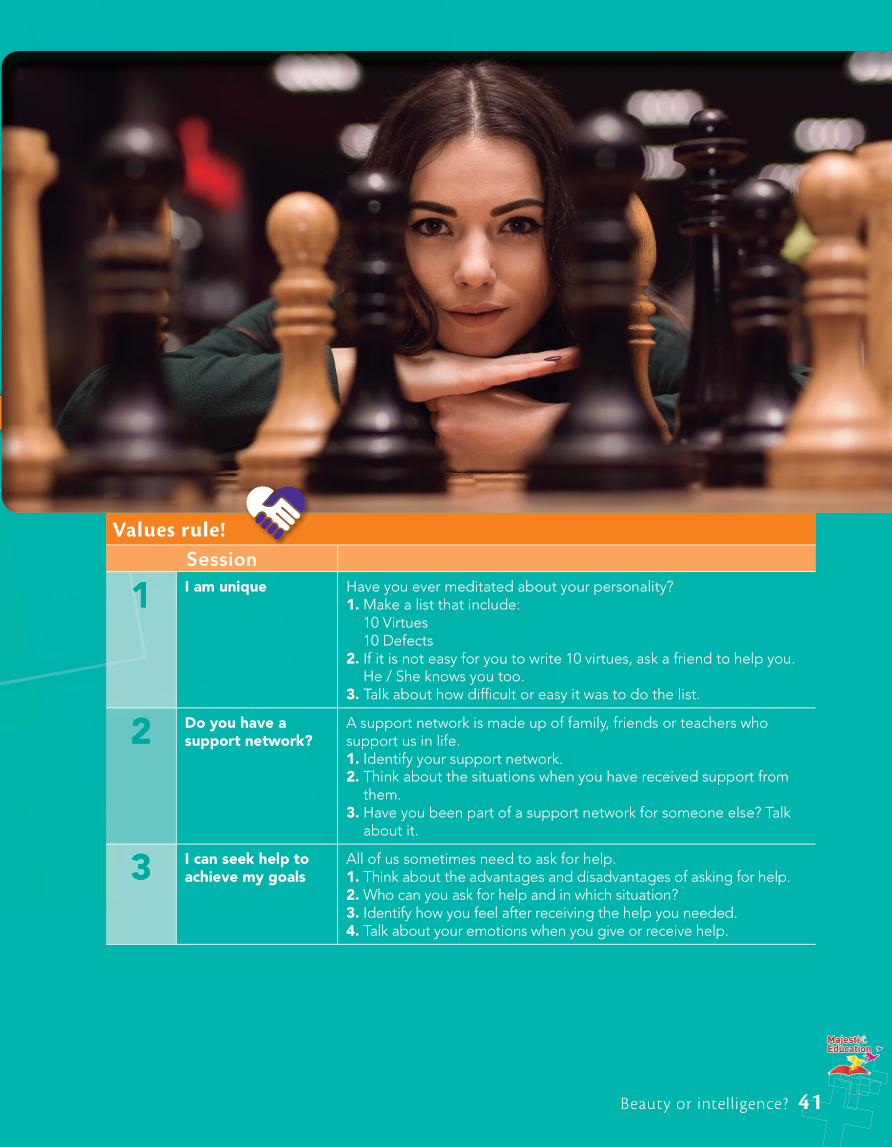 Values rule!
Session
1
I am unique
Have you ever meditated about your personality?
1. Make a list that include:
10 Virtues
10 Defects
2. If it is not easy for you to write 10 virtues, ask a friend to help you.
He / She knows you too.
3. Talk about how difficult or easy it was to do the list.
2
Do you have a
support network?
A support network is made up of family, friends or teachers who
support us in life.
1. Identify your support network.
2. Think about the situations when you have received support from
them.
3. Have you been part of a support network for someone else? Talk
about it.
3
I can seek help to
achieve my goals
All of us sometimes need to ask for help.
1. Think about the advantages and disadvantages of asking for help.
2. Who can you ask for help and in which situation?
3. Identify how you feel after receiving the help you needed.
4. Talk about your emotions when you give or receive help.
Majestic
Education
Beauty or intelligence? 41